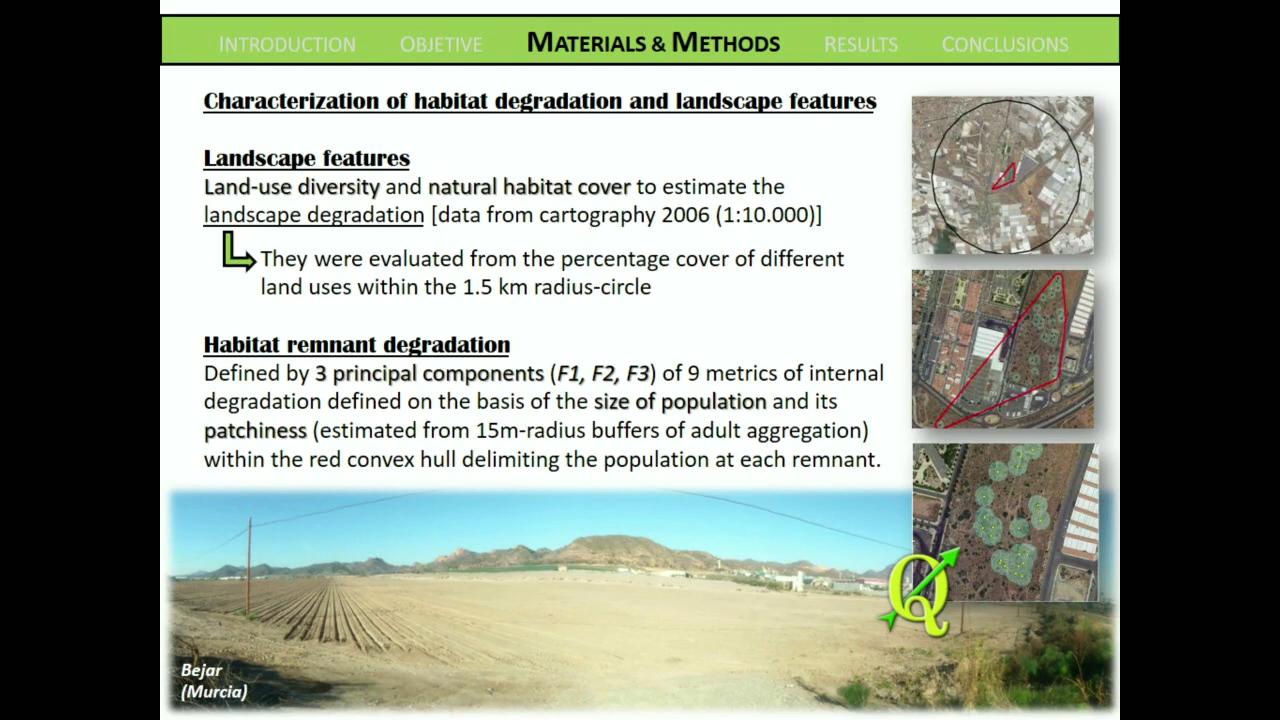 INTRODUCTION OBJETIVE MATERIALS & METHODS RESULTS CONCLUSIONS
Characterization of habitat degradation and landscape features
Landscape features
Land-use diversity and natural habitat cover to estimate the
landscape degradation [data from cartography 2006 (1:10.000)]
They were evaluated from the percentage cover of different
land uses within the 1.5 km radius-circle
Habitat remnant degradation
Defined by 3 principal components (F1, F2, F3) of 9 metrics of internal
degradation defined on the basis of the size of population and its
patchiness (estimated from 15m-radius buffers of adult aggregation)
within the red convex hull delimiting the population at each remnant.
Q
Bejar
(Murcia)